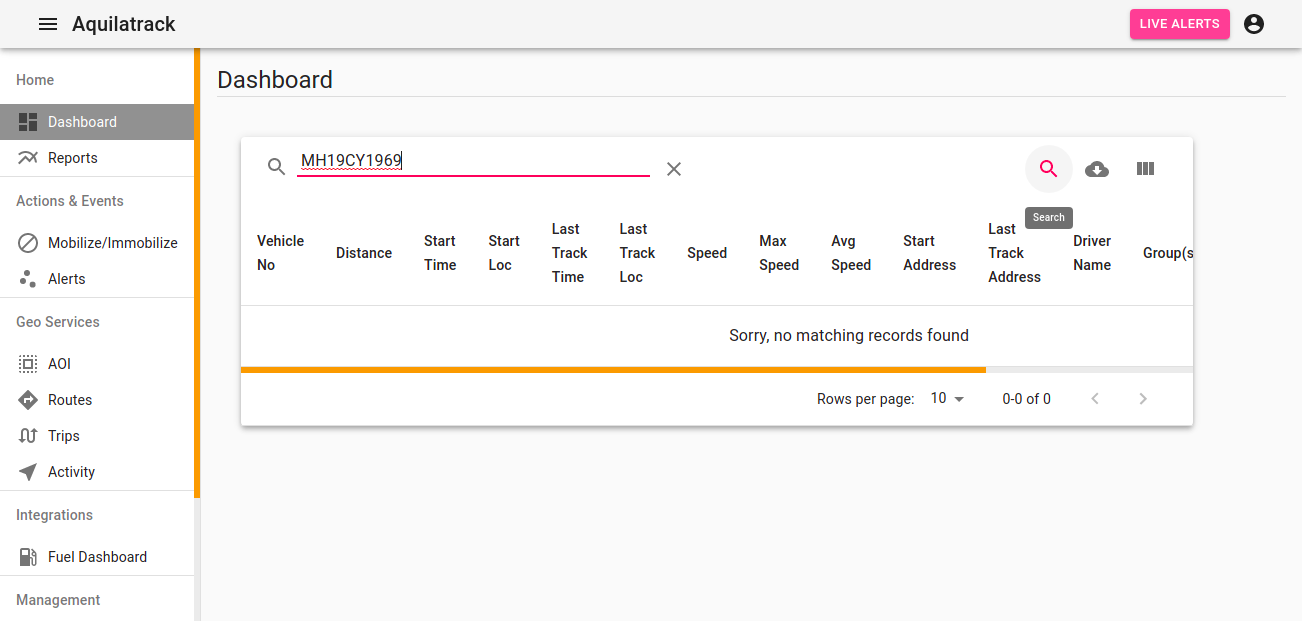 Aquilatrack
LIVE ALERTS
Home
Dashboard
Reports
Actions & Events
Mobilize/Immobilize
Alerts
Geo Services
AOI
Routes
Trips
Activity
Integrations
Fuel Dashboard
Management
Dashboard
MH19CY1969
Search
Vehicle
No
Distance
Start
Time
Start
Loc
Last
Track
Time
Last
Track
Loc
Speed
Max
Speed
Avg
Speed
Start
Address
Last
Track
Address
Driver
Name
Group(s
Sorry, no matching records found
Rows per page: 10 0-0 of 0